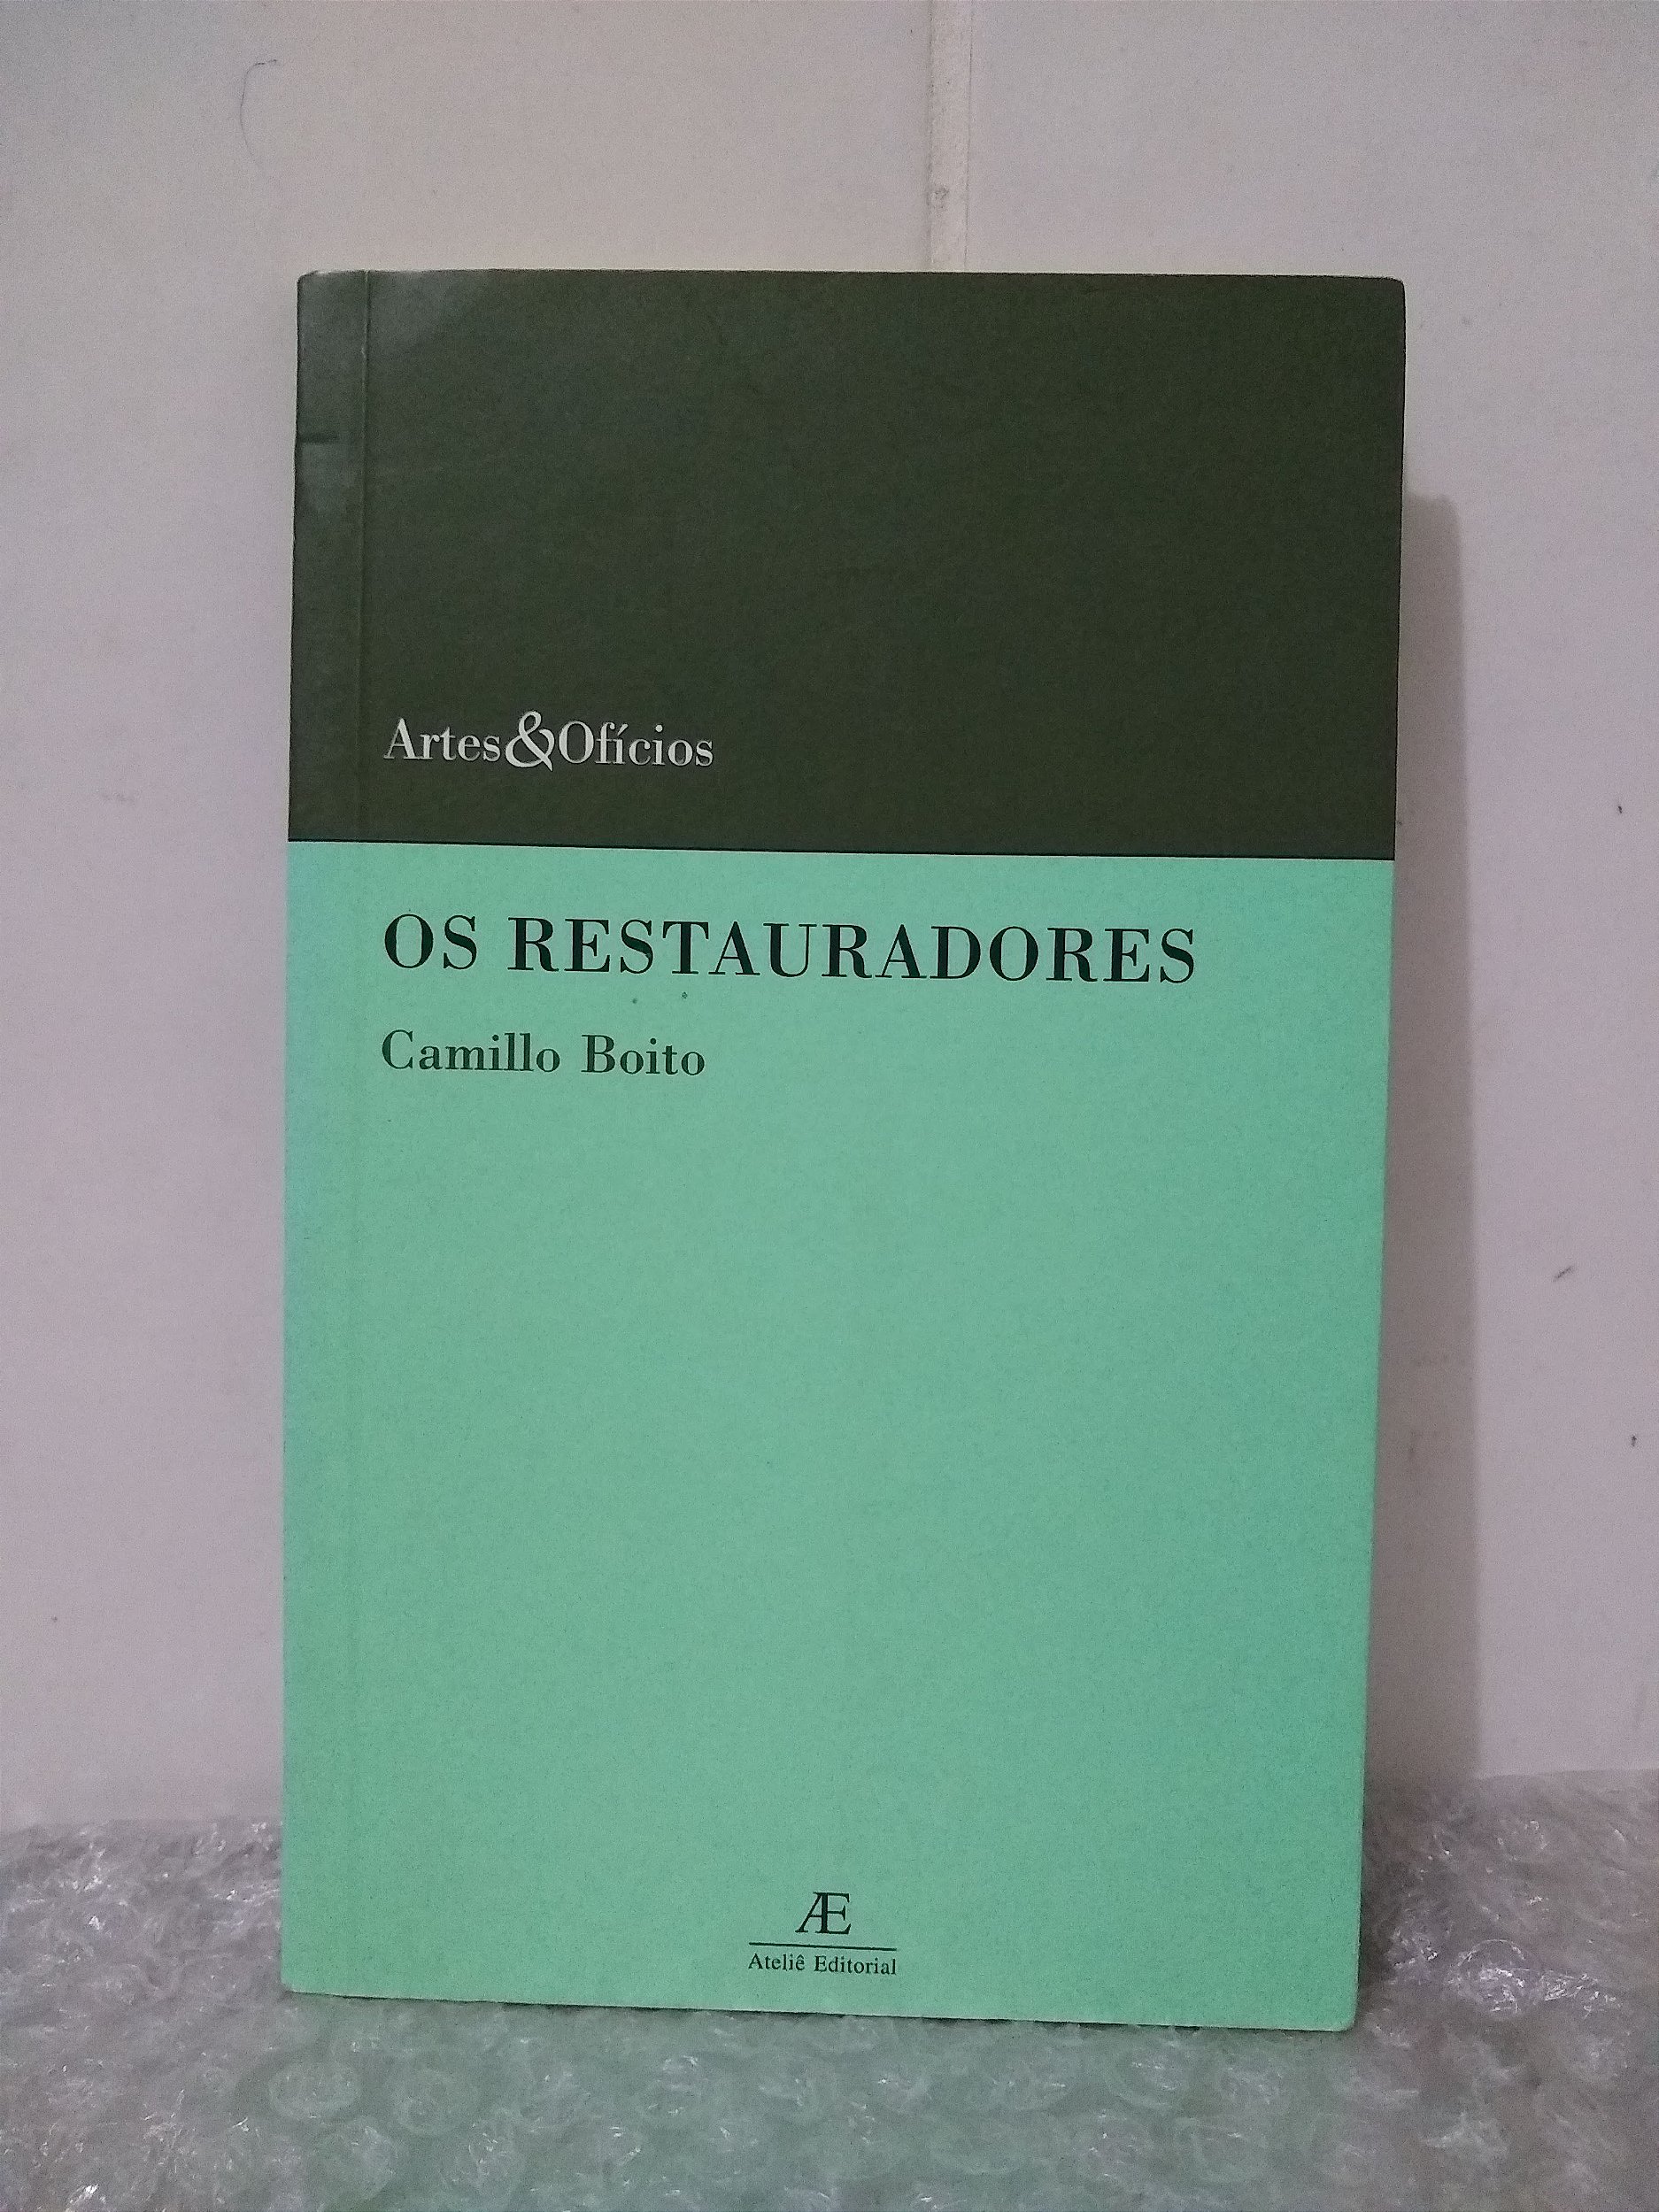 Artes&Ofícios
OS RESTAURADORES
Camillo Boito
Æ
Ateliê Editorial